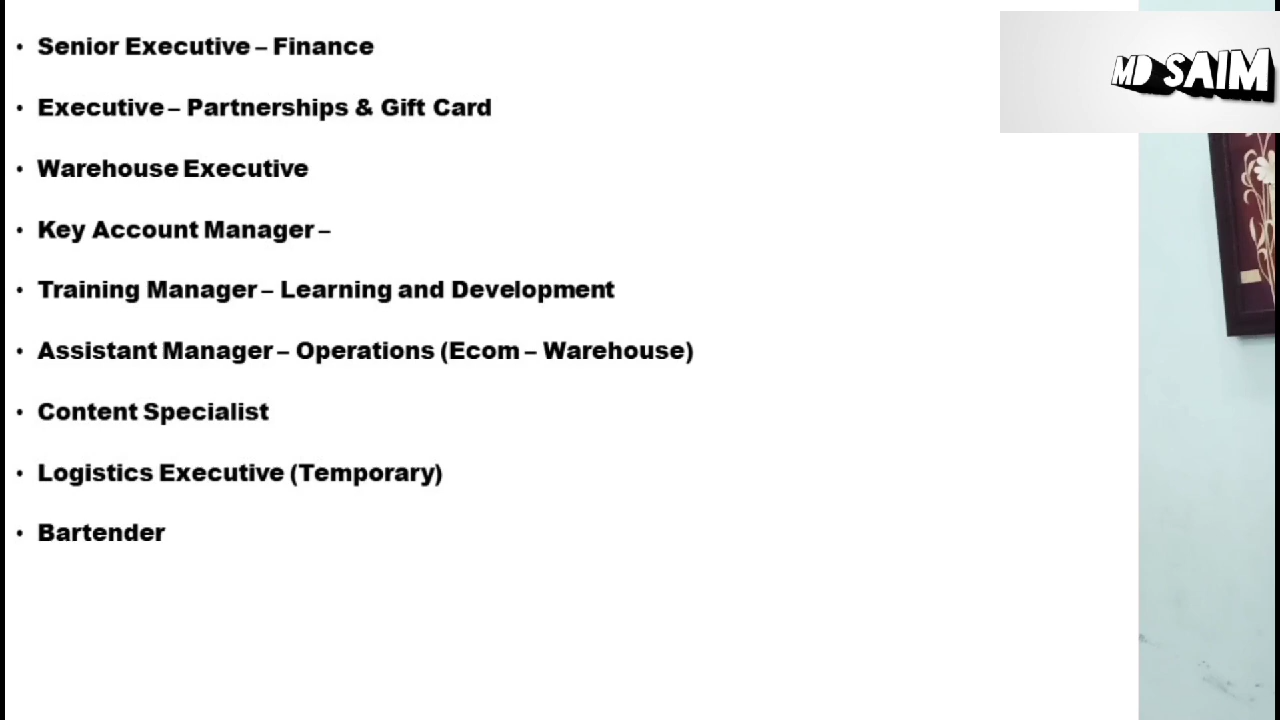 • Senior Executive – Finance
• Executive – Partnerships & Gift Card
• Warehouse Executive
• Key Account Manager –
• Training Manager – Learning and Development
• Assistant Manager – Operations (Ecom – Warehouse)
• Content Specialist
• Logistics Executive (Temporary)
• Bartender
MD SAIM